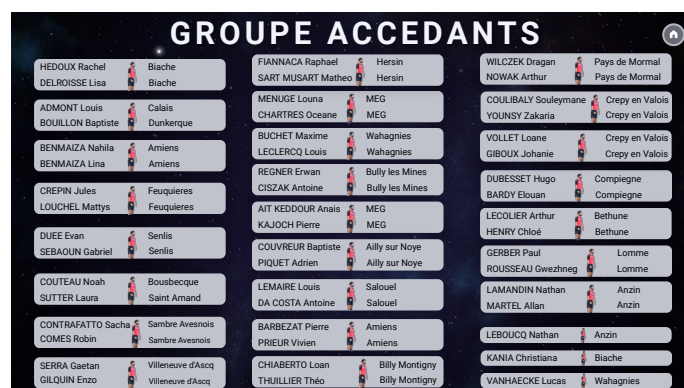 GROUPE ACCEDANTS
HEDOUX Rachel Biache
DELROISSE Lisa Biache
ADMONT Louis Calais
BOUILLON Baptiste Dunkerque
BENMAIZA Nahila Amiens
BENMAIZA Lina Amiens
CREPIN Jules Feuquieres
LOUCHEL Mattys Feuquieres
DUEE Evan Senlis
SEBAOUN Gabriel Senlis
COUTEAU Noah Bousbecque
SUTTER Laura Saint Amand
CONTRAFATTO Sacha Sambre Avesnois
COMES Robin Sambre Avesnois
SERRA Gaetan Villeneuve d'Ascq
GILQUIN Enzo Villeneuve d'Ascq
FIANNACA Raphael Hersin
SART MUSART Matheo Hersin
MENUGE Louna MEG
CHARTRES Oceane MEG
BUCHET Maxime Wahagnies
LECLERCQ Louis Wahagnies
REGNER Erwan Bully les Mines
CISZAK Antoine Bully les Mines
AIT KEDDOUR Anais MEG
KAJOCH Pierre MEG
COUVREUR Baptiste Ailly sur Noye
PIQUET Adrien Ailly sur Noye
LEMAIRE Louis Salouel
DA COSTA Antoine Salouel
BARBEZAT Pierre Amiens
PRIEUR Vivien Amiens
CHIABERTO Loan Billy Montigny
THUILLIER Théo Billy Montigny
WILCZEK Dragan Pays de Mormal
NOWAK Arthur Pays de Mormal
COULIBALY Souleymane Crepy en Valois
YOUNSY Zakaria Crepy en Valois
VOLLET Loane Crepy en Valois
GIBOUX Johanie Crepy en Valois
DUBESSET Hugo Compiegne
BARDY Elouan Compiegne
LECOLIER Arthur Bethune
HENRY Chloé Bethune
GERBER Paul Lomme
ROUSSEAU Gwezhneg Lomme
LAMANDIN Nathan Anzin
MARTEL Allan Anzin
LEBOUCQ Nathan Anzin
KANIA Christiana Biache
VANHAECKE Lucas Wahagnies